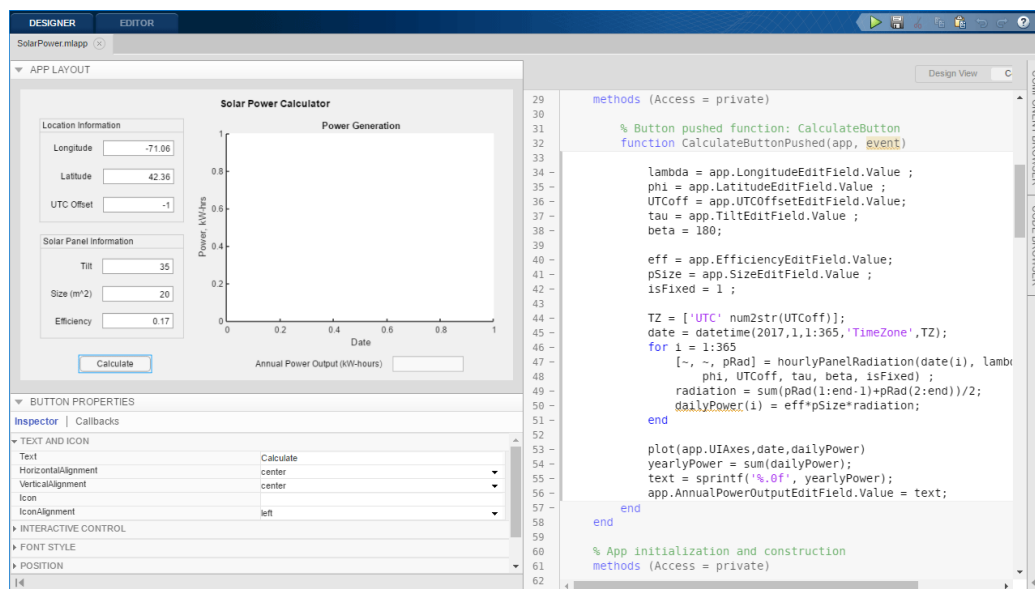 DESIGNER EDITOR
SolarPower.mlapp
APP LAYOUT
Solar Power Calculator
Location Information
Longitude -71.06
Latitude 42.36
UTC Offset -1
Solar Panel Information
Tilt 35
Size (m^2) 20
Efficiency 0.17
Calculate
Power Generation
Power, kW-hrs
1
0.8
0.6
0.4
0.2
0
0 0.2 0.4 0.6 0.8 1
Date
Annual Power Output (kW-hours)
BUTTON PROPERTIES
Inspector | Callbacks
TEXT AND ICON
Text Calculate
HorizontalAlignment center
VerticalAlignment center
Icon
IconAlignment left
INTERACTIVE CONTROL
FONT STYLE
POSITION
Design View C
29 methods (Access = private)
30
31 % Button pushed function: CalculateButton
32 function CalculateButtonPushed(app, event)
33
34 – lambda = app.LongitudeEditField.Value ;
35 – phi = app.LatitudeEditField.Value ;
36 – UTCoff = app.UTCOffsetEditField.Value;
37 – tau = app.TiltEditField.Value ;
38 – beta = 180;
39
40 – eff = app.EfficiencyEditField.Value;
41 – pSize = app.SizeEditField.Value ;
42 – isFixed = 1 ;
43
44 – TZ = ['UTC' num2str(UTCoff)];
45 – date = datetime(2017,1,1:365,'TimeZone',TZ);
46 – for i = 1:365
47 – [~, ~, pRad] = hourlyPanelRadiation(date(i), lambd
48 phi, UTCoff, tau, beta, isFixed) ;
49 – radiation = sum(pRad(1:end-1)+pRad(2:end))/2;
50 – dailyPower(i) = eff*pSize*radiation;
51 – end
52
53 – plot(app.UIAxes,date,dailyPower)
54 – yearlyPower = sum(dailyPower);
55 – text = sprintf('%.0f', yearlyPower);
56 – app.AnnualPowerOutputEditField.Value = text;
57 – end
58 end
59
60 % App initialization and construction
61 methods (Access = private)
62
COMPONENT BROWSER
CODE BROWSER